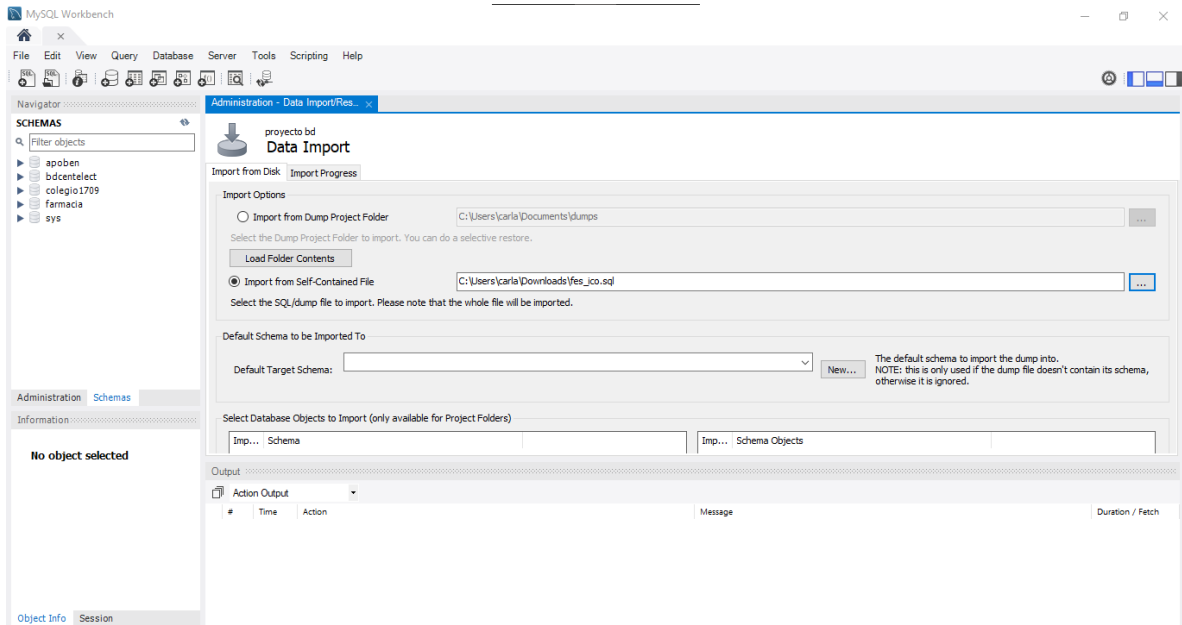 MySQL Workbench
File Edit View Query Database Server Tools Scripting Help
Navigator
SCHEMAS
Filter objects
apoben
bdcentelect
colegio1709
farmacia
sys
Administration Schemas
Information
No object selected
Object Info Session
Administration - Data Import/Res...
proyecto bd
Data Import
Import from Disk Import Progress
Import Options
Import from Dump Project Folder C:\Users\carla\Documents\dumps ...
Select the Dump Project Folder to import. You can do a selective restore.
Load Folder Contents
Import from Self-Contained File C:\Users\carla\Downloads\fes_ico.sql ...
Select the SQL/dump file to import. Please note that the whole file will be imported.
Default Schema to be Imported To
Default Target Schema: New...
The default schema to import the dump into.
NOTE: this is only used if the dump file doesn't contain its schema,
otherwise it is ignored.
Select Database Objects to Import (only available for Project Folders)
Imp... Schema Imp... Schema Objects
Output
Action Output
# Time Action Message Duration / Fetch